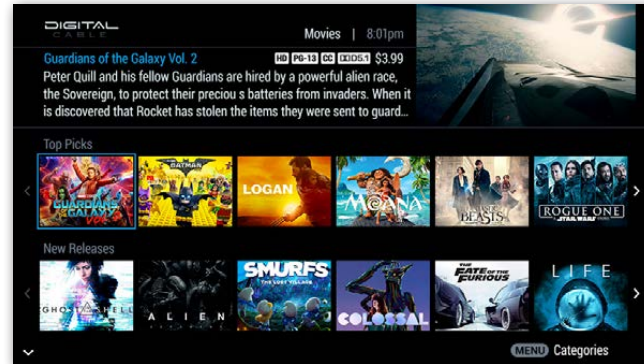 DIGITAL
CABLE
Movies | 8:01pm
Guardians of the Galaxy Vol. 2 HD PG-13 CC DD5.1 $3.99
Peter Quill and his fellow Guardians are hired by a powerful alien race,
the Sovereign, to protect their preciou s batteries from invaders. When it
is discovered that Rocket has stolen the items they were sent to guard...
Top Picks
GUARDIANS
OF THE
GALAXY
VOL. 2
BATMAN
LOGAN
MOANA
BEASTS
ROGUE ONE
STAR WARS
New Releases
GHOST IN THE SHELL
ALIEN
SMURFS
THE LOST VILLAGE
COLOSSAL
THE
FATE OF THE
FURIOUS
LIFE
MENU Categories